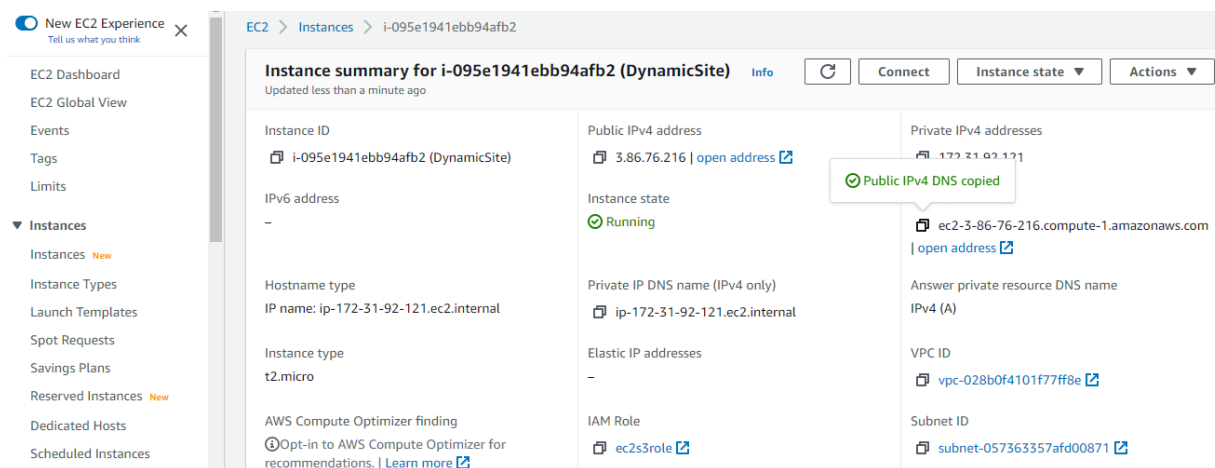 New EC2 Experience
Tell us what you think
EC2 Dashboard
EC2 Global View
Events
Tags
Limits
Instances
Instances New
Instance Types
Launch Templates
Spot Requests
Savings Plans
Reserved Instances New
Dedicated Hosts
Scheduled Instances
EC2 > Instances > i-095e1941ebb94afb2
Instance summary for i-095e1941ebb94afb2 (DynamicSite) Info
Connect Instance state Actions
Updated less than a minute ago
Instance ID
i-095e1941ebb94afb2 (DynamicSite)
Public IPv4 address
3.86.76.216 | open address
Private IPv4 addresses
172.31.92.121
Public IPv4 DNS copied
IPv6 address
–
Instance state
Running
ec2-3-86-76-216.compute-1.amazonaws.com
| open address
Hostname type
IP name: ip-172-31-92-121.ec2.internal
Private IP DNS name (IPv4 only)
ip-172-31-92-121.ec2.internal
Answer private resource DNS name
IPv4 (A)
Instance type
t2.micro
Elastic IP addresses
–
VPC ID
vpc-028b0f4101f77ff8e
AWS Compute Optimizer finding
Opt-in to AWS Compute Optimizer for
recommendations. | Learn more
IAM Role
ec2s3role
Subnet ID
subnet-057363357afd00871